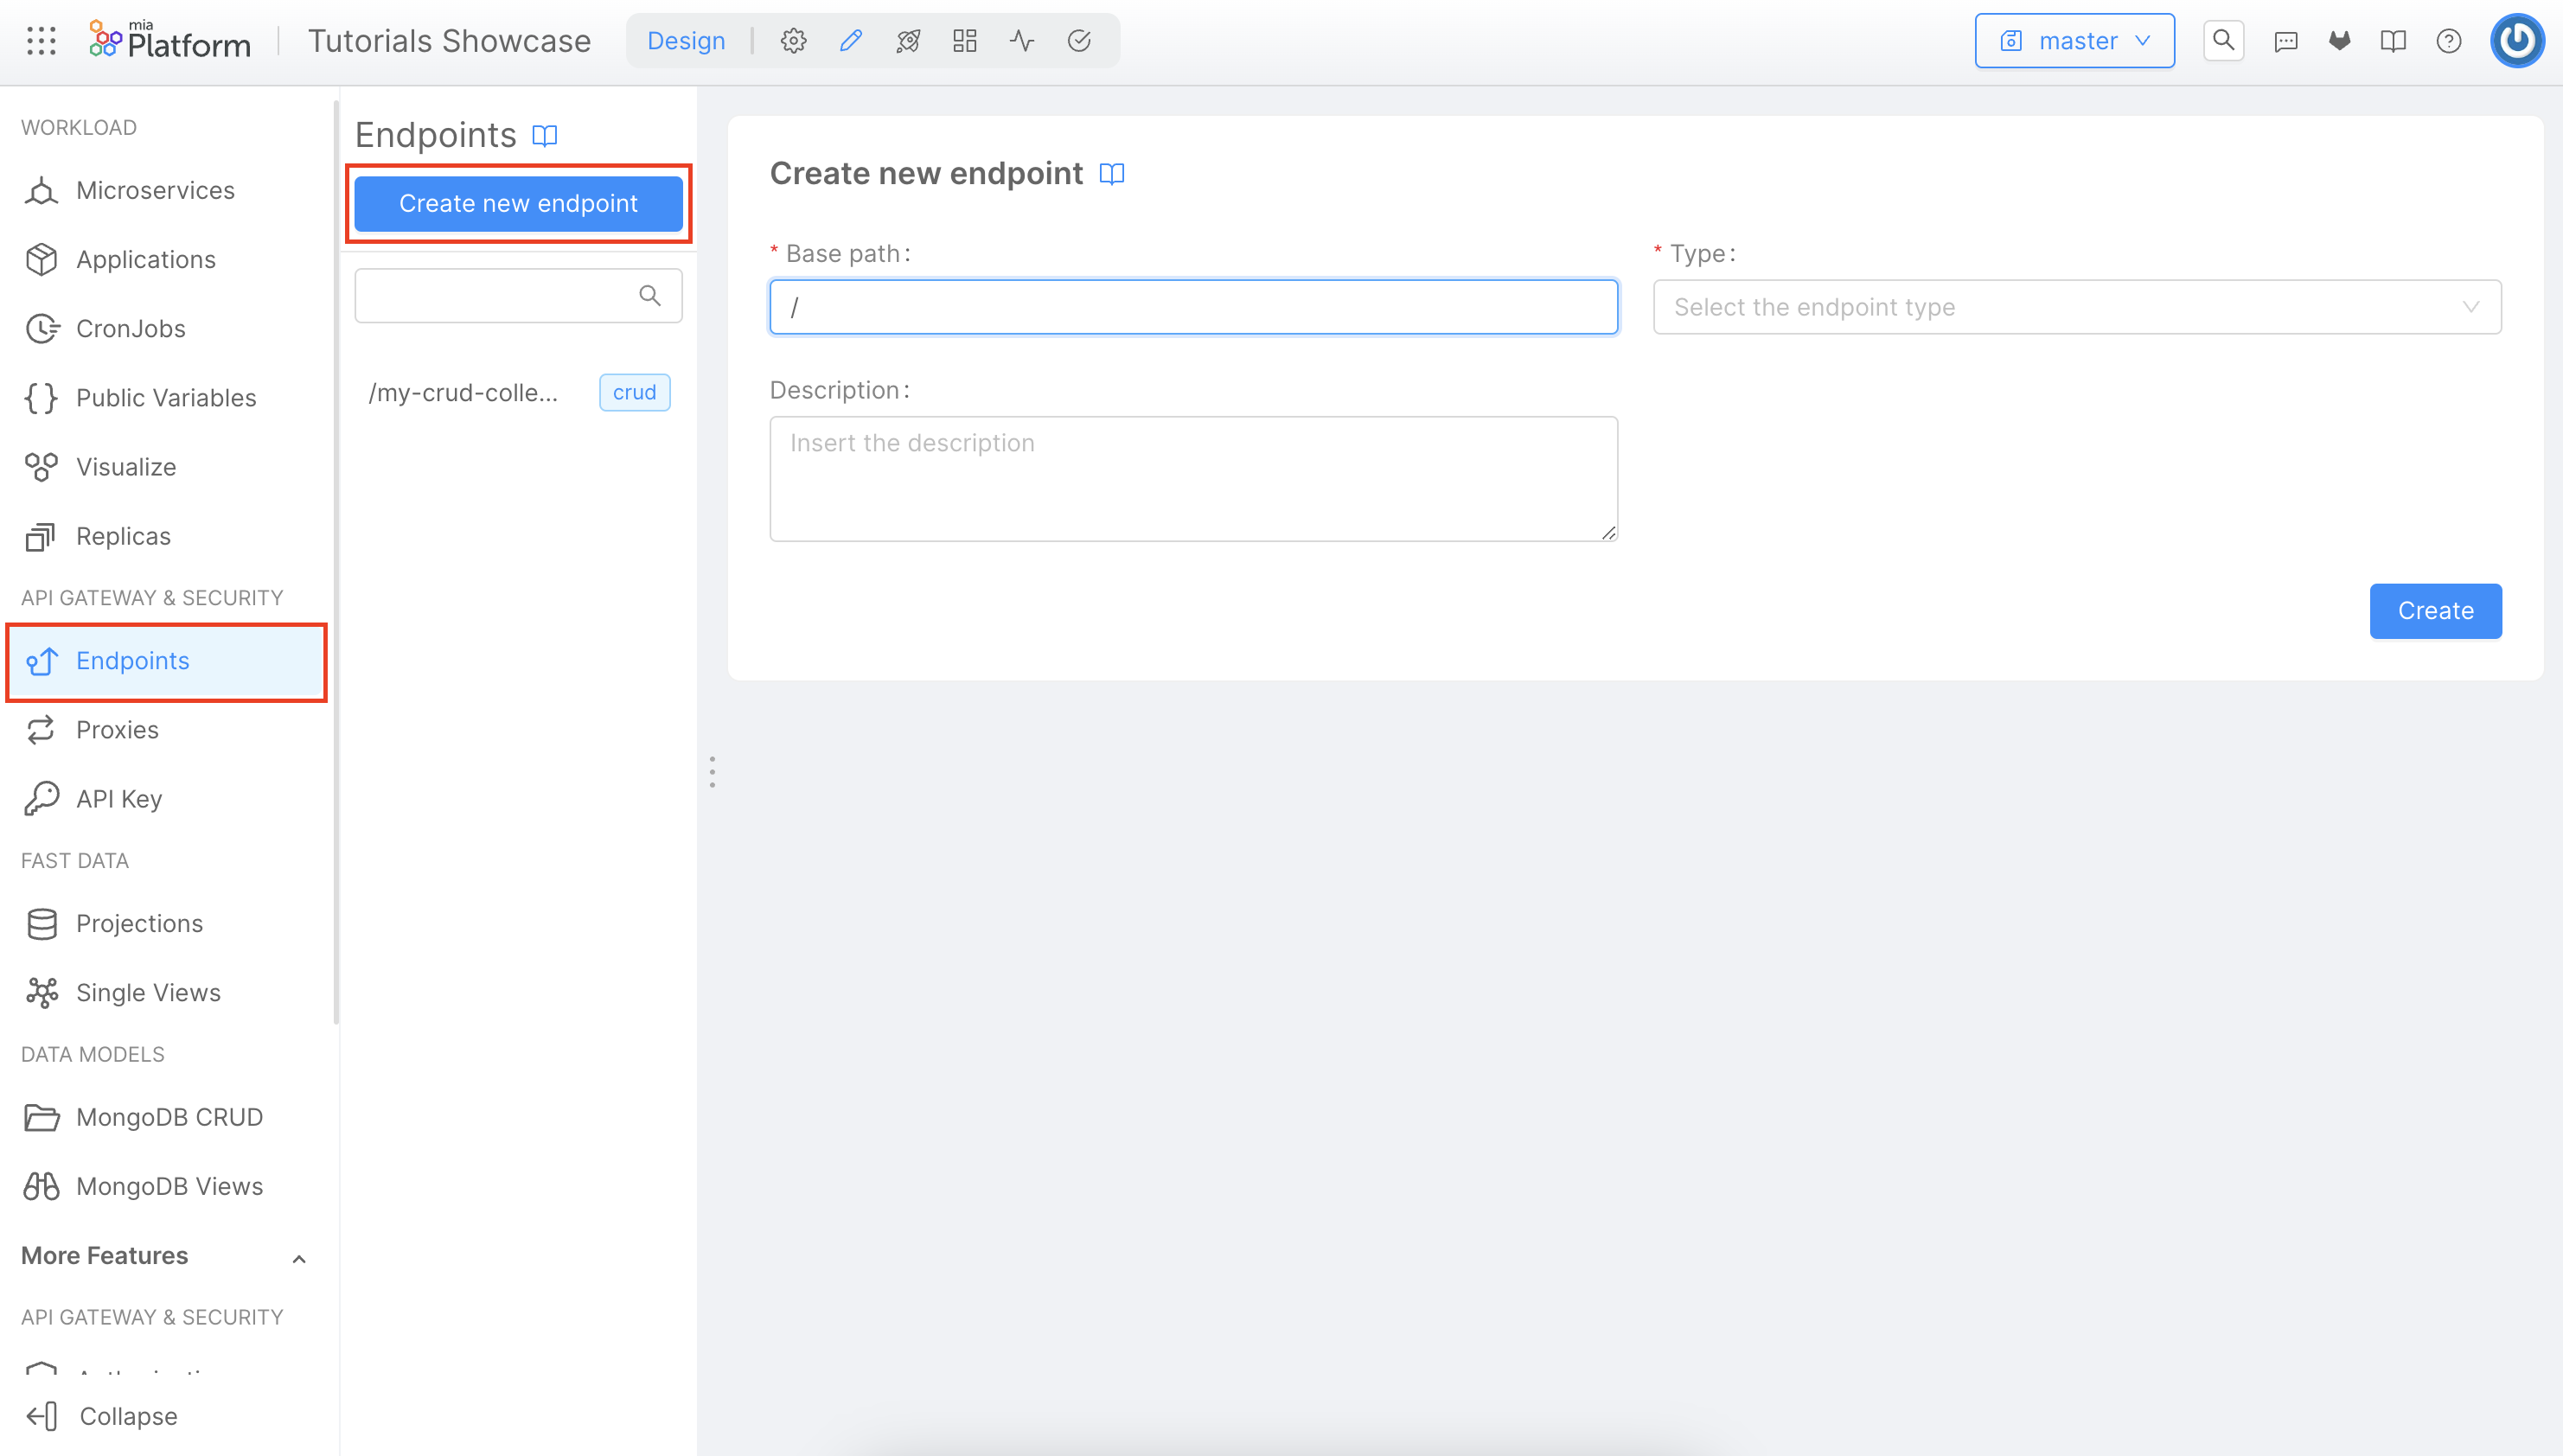 mia
Platform
Tutorials Showcase
Design
master
WORKLOAD
Microservices
Applications
CronJobs
Public Variables
Visualize
Replicas
API GATEWAY & SECURITY
Endpoints
Proxies
API Key
FAST DATA
Projections
Single Views
DATA MODELS
MongoDB CRUD
MongoDB Views
More Features
API GATEWAY & SECURITY
Collapse
Endpoints
Create new endpoint
/my-crud-colle...
crud
Create new endpoint
* Base path:
/
* Type:
Select the endpoint type
Description:
Insert the description
Create